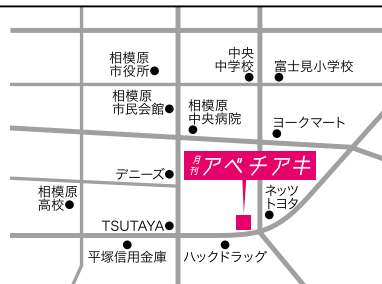 相模原
市役所
中央
中学校
富士見小学校
相模原
市民会館
相模原
中央病院
ヨークマート
月刊
アベチアキ
デニーズ
相模原
高校
ネッツ
トヨタ
TSUTAYA
平塚信用金庫
ハックドラッグ